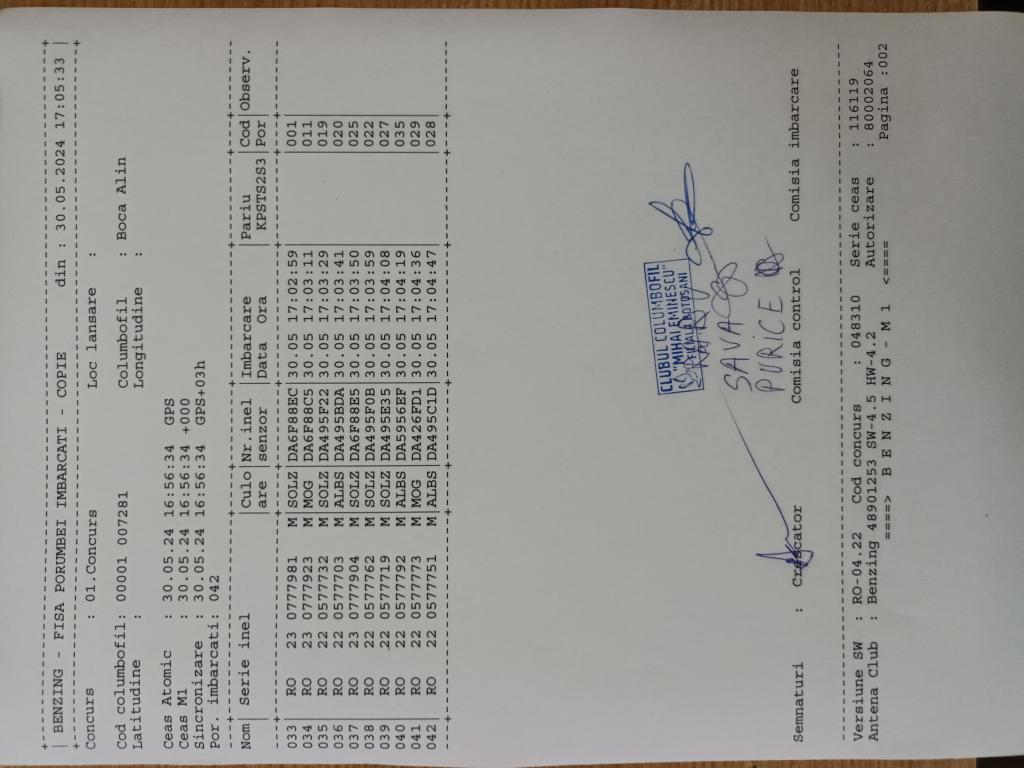 BENZING - FISA PORUMBEI IMBARCATI - COPIE din : 30.05.2024 17:05:33
Concurs : 01.Concurs Loc lansare :
Cod columbofil: 00001 007281 Columbofil : Boca Alin
Latitudine : Longitudine :
Ceas Atomic : 30.05.24 16:56:34 GPS
Ceas M1 : 30.05.24 16:56:34 +000
Sincronizare : 30.05.24 16:56:34 GPS+03h
Por. imbarcati: 042
Nom| Serie inel |Culo|Nr.inel |Imbarcare |Pariu |Cod|Observ.
| |are |senzor |Data Ora | KPSTS2S3|Por|
033 RO 23 0777981 M SOLZ DA6F88EC 30.05 17:02:59 001
034 RO 23 0777923 M MOG DA6F88C5 30.05 17:03:11 011
035 RO 22 0577732 M SOLZ DA495F22 30.05 17:03:29 019
036 RO 22 0577703 M ALBS DA495BDA 30.05 17:03:41 020
037 RO 23 0777904 M SOLZ DA6F88E5 30.05 17:03:50 025
038 RO 22 0577762 M SOLZ DA495F0B 30.05 17:03:59 022
039 RO 22 0577719 M SOLZ DA495E35 30.05 17:04:08 027
040 RO 22 0577792 M ALBS DA5956EF 30.05 17:04:19 035
041 RO 22 0577773 M MOG DA426FD1 30.05 17:04:36 029
042 RO 22 0577751 M ALBS DA495C1D 30.05 17:04:47 028
CLUBUL COLUMBOFIL
"MIHAI EMINESCU"
BOTOSANI
SAVA
PURICE
Semnaturi : Crescator Comisia control Comisia imbarcare
Versiune SW : RO-04.22 Cod concurs : 048310 Serie ceas : 116119
Antena Club : Benzing 48901253 SW-4.5 HW-4.2 Autorizare : 80002064
====> B E N Z I N G - M 1 <==== Pagina :002